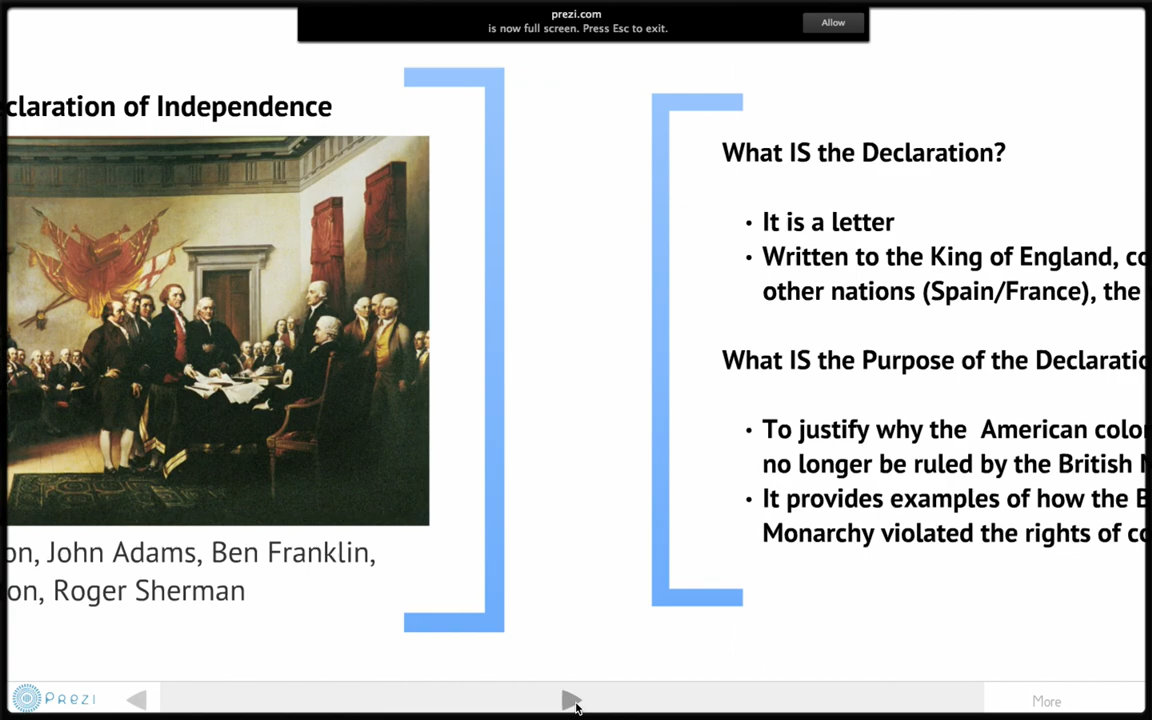 prezi.com
is now full screen. Press Esc to exit.
Allow
claration of Independence
on, John Adams, Ben Franklin,
on, Roger Sherman
What IS the Declaration?
• It is a letter
• Written to the King of England, co
other nations (Spain/France), the
What IS the Purpose of the Declaratio
• To justify why the  American colo
no longer be ruled by the British
• It provides examples of how the B
Monarchy violated the rights of co
PREZI
More